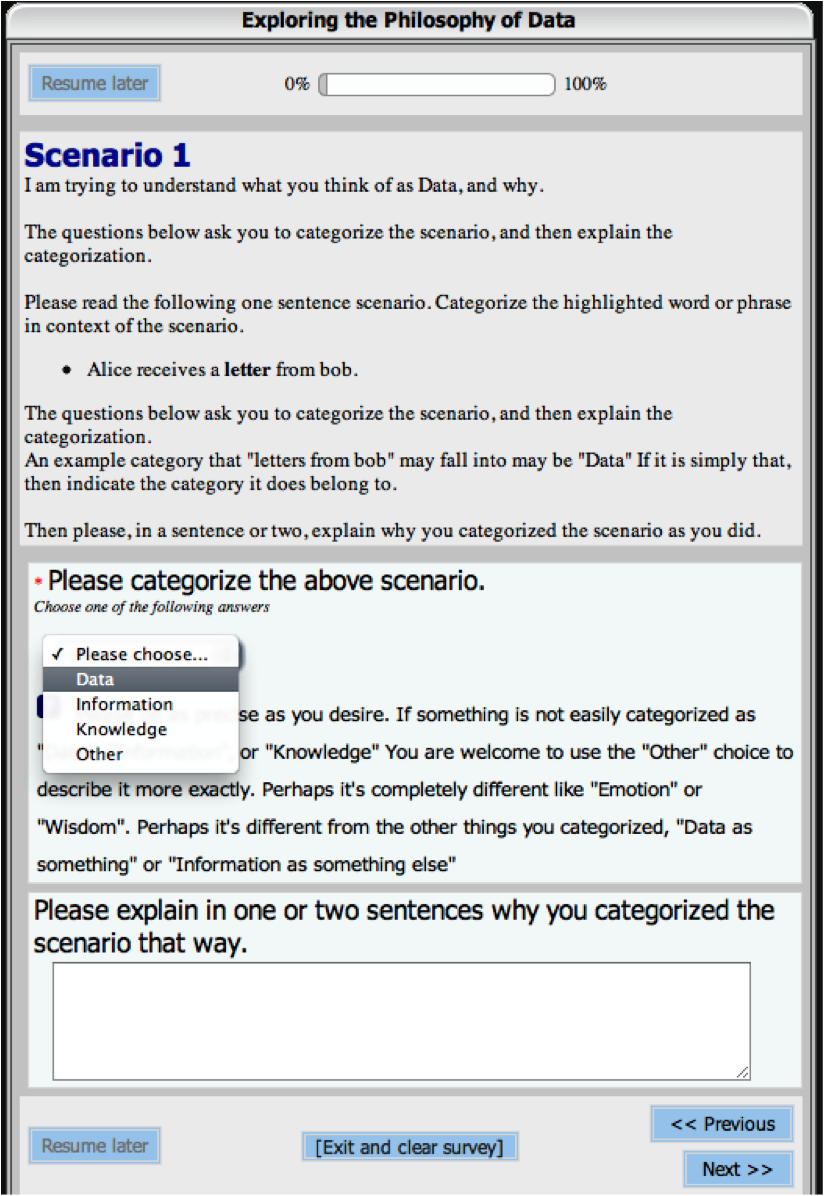 Exploring the Philosophy of Data
Resume later
0% 100%
Scenario 1
I am trying to understand what you think of as Data, and why.
The questions below ask you to categorize the scenario, and then explain the
categorization.
Please read the following one sentence scenario. Categorize the highlighted word or phrase
in context of the scenario.
• Alice receives a letter from bob.
The questions below ask you to categorize the scenario, and then explain the
categorization.
An example category that "letters from bob" may fall into may be "Data" If it is simply that,
then indicate the category it does belong to.
Then please, in a sentence or two, explain why you categorized the scenario as you did.
* Please categorize the above scenario.
Choose one of the following answers
✓ Please choose...
Data
Information
Knowledge
Other
se as you desire. If something is not easily categorized as
or "Knowledge" You are welcome to use the "Other" choice to
describe it more exactly. Perhaps it's completely different like "Emotion" or
"Wisdom". Perhaps it's different from the other things you categorized, "Data as
something" or "Information as something else"
Please explain in one or two sentences why you categorized the
scenario that way.
Resume later
[Exit and clear survey]
<< Previous
Next >>